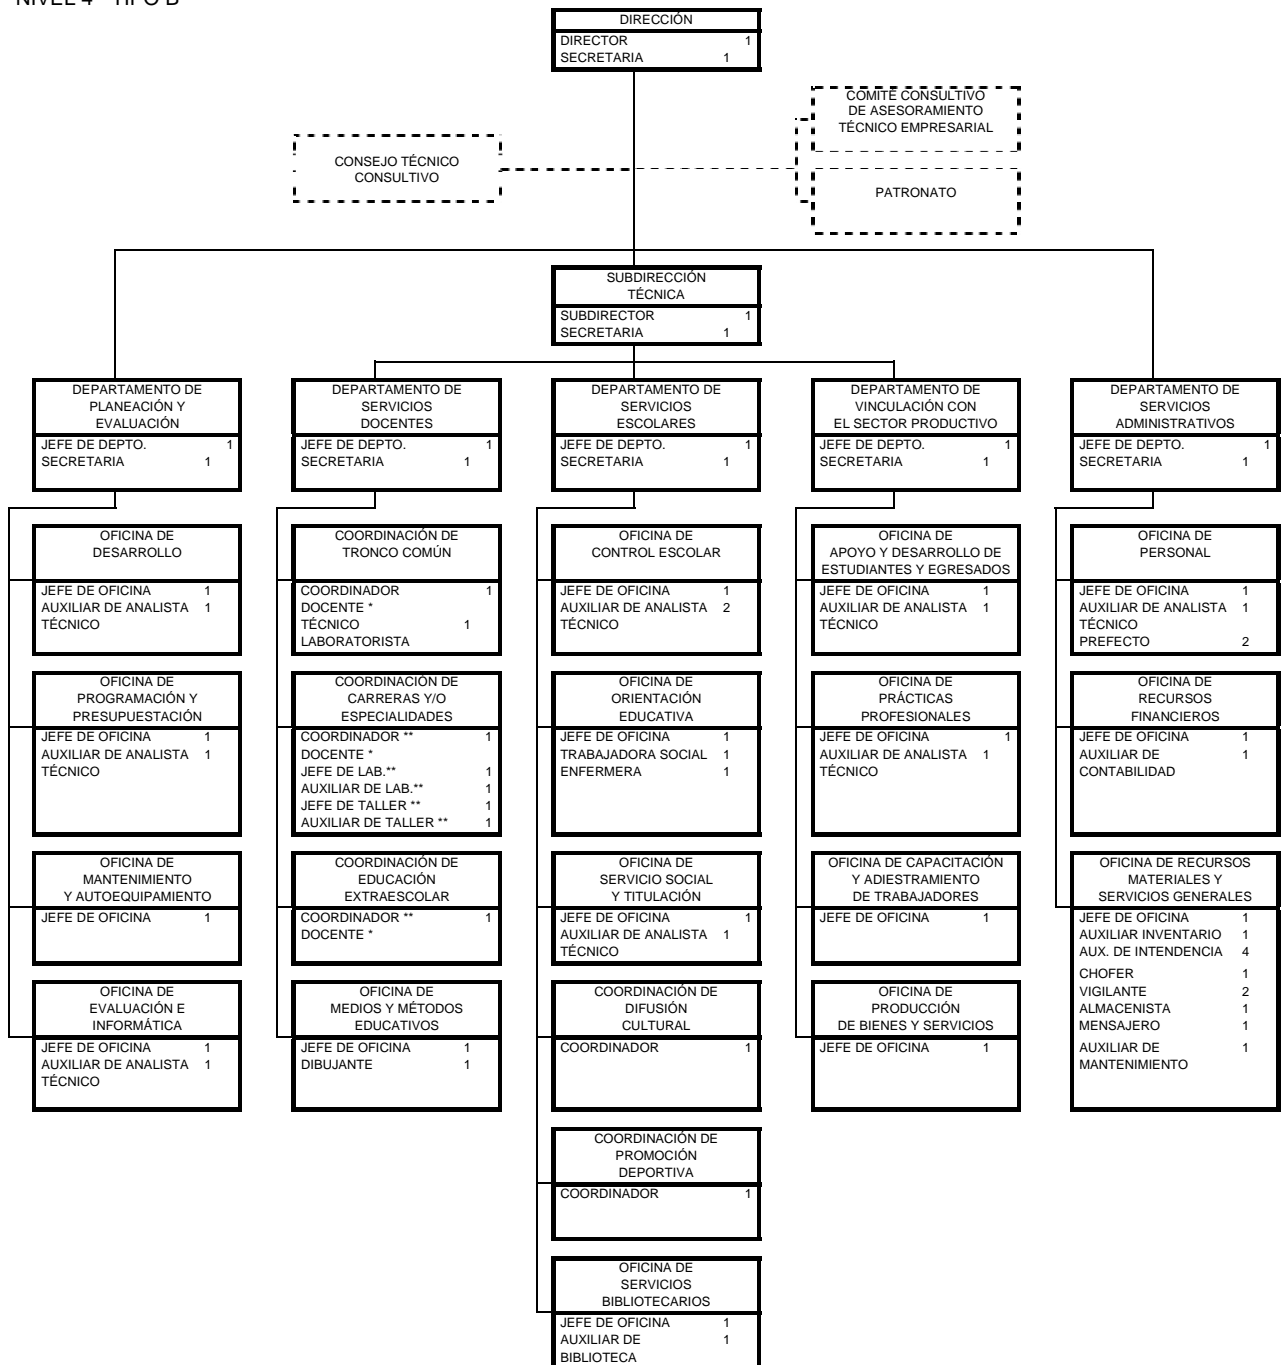 NIVEL 4 TIPO B
DIRECCIÓN
DIRECTOR 1
SECRETARIA 1
COMITÉ CONSULTIVO
DE ASESORAMIENTO
TÉCNICO EMPRESARIAL
CONSEJO TÉCNICO
CONSULTIVO
PATRONATO
SUBDIRECCIÓN
TÉCNICA
SUBDIRECTOR 1
SECRETARIA 1
DEPARTAMENTO DE
PLANEACIÓN Y
EVALUACIÓN
JEFE DE DEPTO. 1
SECRETARIA 1
OFICINA DE
DESARROLLO
JEFE DE OFICINA 1
AUXILIAR DE ANALISTA 1
TÉCNICO
OFICINA DE
PROGRAMACIÓN Y
PRESUPUESTACIÓN
JEFE DE OFICINA 1
AUXILIAR DE ANALISTA 1
TÉCNICO
OFICINA DE
MANTENIMIENTO
Y AUTOEQUIPAMIENTO
JEFE DE OFICINA 1
OFICINA DE
EVALUACIÓN E
INFORMÁTICA
JEFE DE OFICINA 1
AUXILIAR DE ANALISTA 1
TÉCNICO
DEPARTAMENTO DE
SERVICIOS
DOCENTES
JEFE DE DEPTO. 1
SECRETARIA 1
COORDINACIÓN DE
TRONCO COMÚN
COORDINADOR 1
DOCENTE *
TÉCNICO 1
LABORATORISTA
COORDINACIÓN DE
CARRERAS Y/O
ESPECIALIDADES
COORDINADOR ** 1
DOCENTE *
JEFE DE LAB.** 1
AUXILIAR DE LAB.** 1
JEFE DE TALLER ** 1
AUXILIAR DE TALLER ** 1
COORDINACIÓN DE
EDUCACIÓN
EXTRAESCOLAR
COORDINADOR ** 1
DOCENTE *
OFICINA DE
MEDIOS Y MÉTODOS
EDUCATIVOS
JEFE DE OFICINA 1
DIBUJANTE 1
DEPARTAMENTO DE
SERVICIOS
ESCOLARES
JEFE DE DEPTO. 1
SECRETARIA 1
OFICINA DE
CONTROL ESCOLAR
JEFE DE OFICINA 1
AUXILIAR DE ANALISTA 2
TÉCNICO
OFICINA DE
ORIENTACIÓN
EDUCATIVA
JEFE DE OFICINA 1
TRABAJADORA SOCIAL 1
ENFERMERA 1
OFICINA DE
SERVICIO SOCIAL
Y TITULACIÓN
JEFE DE OFICINA 1
AUXILIAR DE ANALISTA 1
TÉCNICO
COORDINACIÓN DE
DIFUSIÓN
CULTURAL
COORDINADOR 1
COORDINACIÓN DE
PROMOCIÓN
DEPORTIVA
COORDINADOR 1
OFICINA DE
SERVICIOS
BIBLIOTECARIOS
JEFE DE OFICINA 1
AUXILIAR DE 1
BIBLIOTECA
DEPARTAMENTO DE
VINCULACIÓN CON
EL SECTOR PRODUCTIVO
JEFE DE DEPTO. 1
SECRETARIA 1
OFICINA DE
APOYO Y DESARROLLO DE
ESTUDIANTES Y EGRESADOS
JEFE DE OFICINA 1
AUXILIAR DE ANALISTA 1
TÉCNICO
OFICINA DE
PRÁCTICAS
PROFESIONALES
JEFE DE OFICINA 1
AUXILIAR DE ANALISTA 1
TÉCNICO
OFICINA DE CAPACITACIÓN
Y ADIESTRAMIENTO
DE TRABAJADORES
JEFE DE OFICINA 1
OFICINA DE
PRODUCCIÓN
DE BIENES Y SERVICIOS
JEFE DE OFICINA 1
DEPARTAMENTO DE
SERVICIOS
ADMINISTRATIVOS
JEFE DE DEPTO. 1
SECRETARIA 1
OFICINA DE
PERSONAL
JEFE DE OFICINA 1
AUXILIAR DE ANALISTA 1
TÉCNICO
PREFECTO 2
OFICINA DE
RECURSOS
FINANCIEROS
JEFE DE OFICINA 1
AUXILIAR DE 1
CONTABILIDAD
OFICINA DE RECURSOS
MATERIALES Y
SERVICIOS GENERALES
JEFE DE OFICINA 1
AUXILIAR INVENTARIO 1
AUX. DE INTENDENCIA 4
CHOFER 1
VIGILANTE 2
ALMACENISTA 1
MENSAJERO 1
AUXILIAR DE 1
MANTENIMIENTO